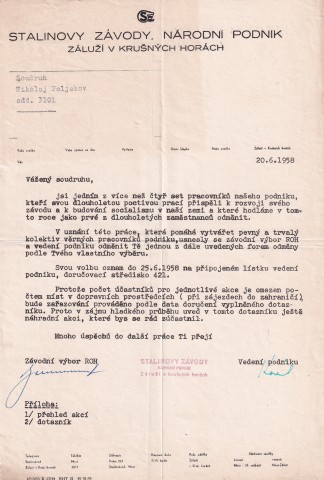 STALINOVY ZÁVODY, NÁRODNÍ PODNIK
ZÁLUŽÍ V KRUŠNÝCH HORÁCH
Soudruh
Nikolaj Poljakov
odd. 3101
20.6.1958
Vážený soudruhu,
jsi jedním z více než čtyř set pracovníků našeho podniku,
kteří svou dlouholetou poctivou prací přispěli k rozvoji svého
závodu a k budování socialismu v naší zemi a které hodláme v tom-
to roce jako prvé z dlouholetých zaměstnanců odměnit.
V uznání této práce, která pomáhá vytvářet pevný a trvalý
kolektiv věrných pracovníků podniku, usnesly se závodní výbor ROH
a vedení podniku odměnit Tě jednou z dále uvedených forem odměny
podle Tvého vlastního výběru.
Svou volbu oznam do 25.6.1958 na připojeném lístku vedení
podniku, doručovací středisko 421.
Protože počet účastníků pro jednotlivé akce je omezen po-
čtem míst v dopravních prostředcích ( při zájezdech do zahraničí)
bude zařazování prováděno podle data doručení vyplněného dotaz-
níku. Proto v zájmu hladkého průběhu uveď v tomto dotazníku ještě
náhradní akci, které bys se rád zúčastnil.
Mnoho úspěchů do další práce Ti přejí
Závodní výbor ROH
STALINOVY ZÁVODY
NÁRODNÍ PODNIK
Záluží v Krušných horách
Vedení podniku
Příloha:
1/ přehled akcí
2/ dotazník